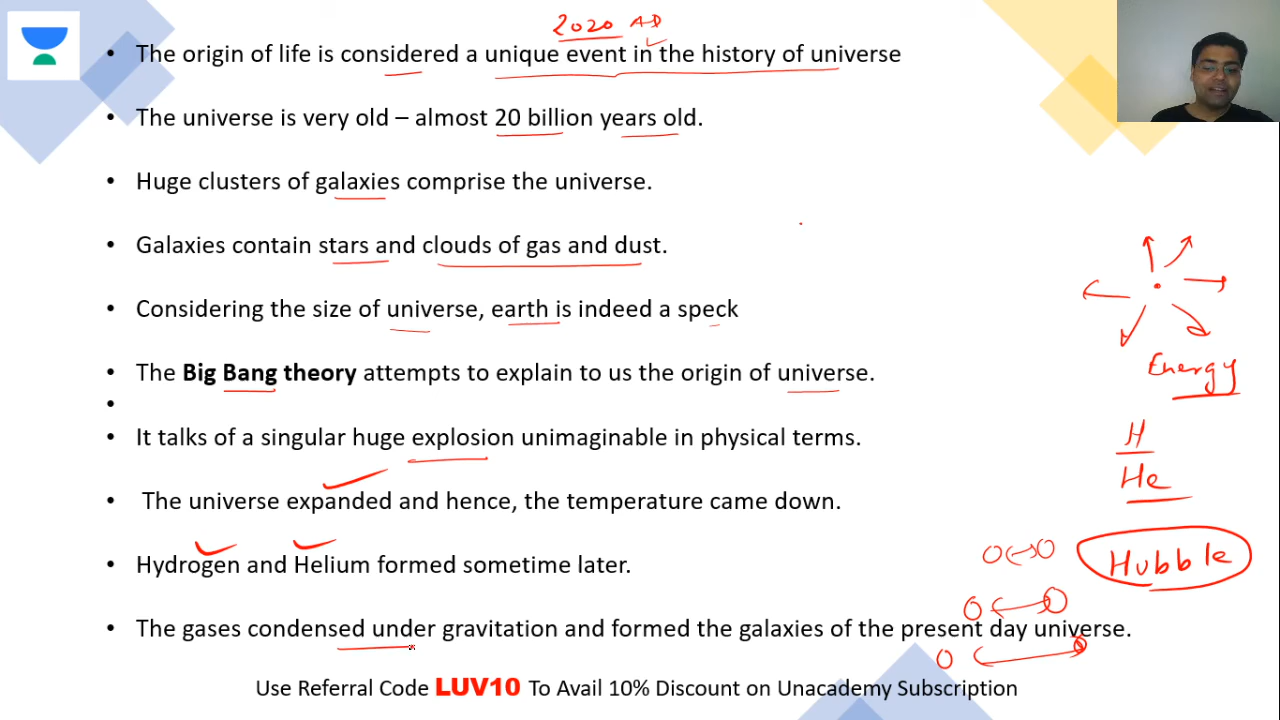 2020 AD
• The origin of life is considered a unique event in the history of universe
• The universe is very old – almost 20 billion years old.
• Huge clusters of galaxies comprise the universe.
• Galaxies contain stars and clouds of gas and dust.
• Considering the size of universe, earth is indeed a speck
• The Big Bang theory attempts to explain to us the origin of universe.
•
• It talks of a singular huge explosion unimaginable in physical terms.
• The universe expanded and hence, the temperature came down.
• Hydrogen and Helium formed sometime later.
• The gases condensed under gravitation and formed the galaxies of the present day universe.
Energy
H
He
Hubble
Use Referral Code LUV10 To Avail 10% Discount on Unacademy Subscription